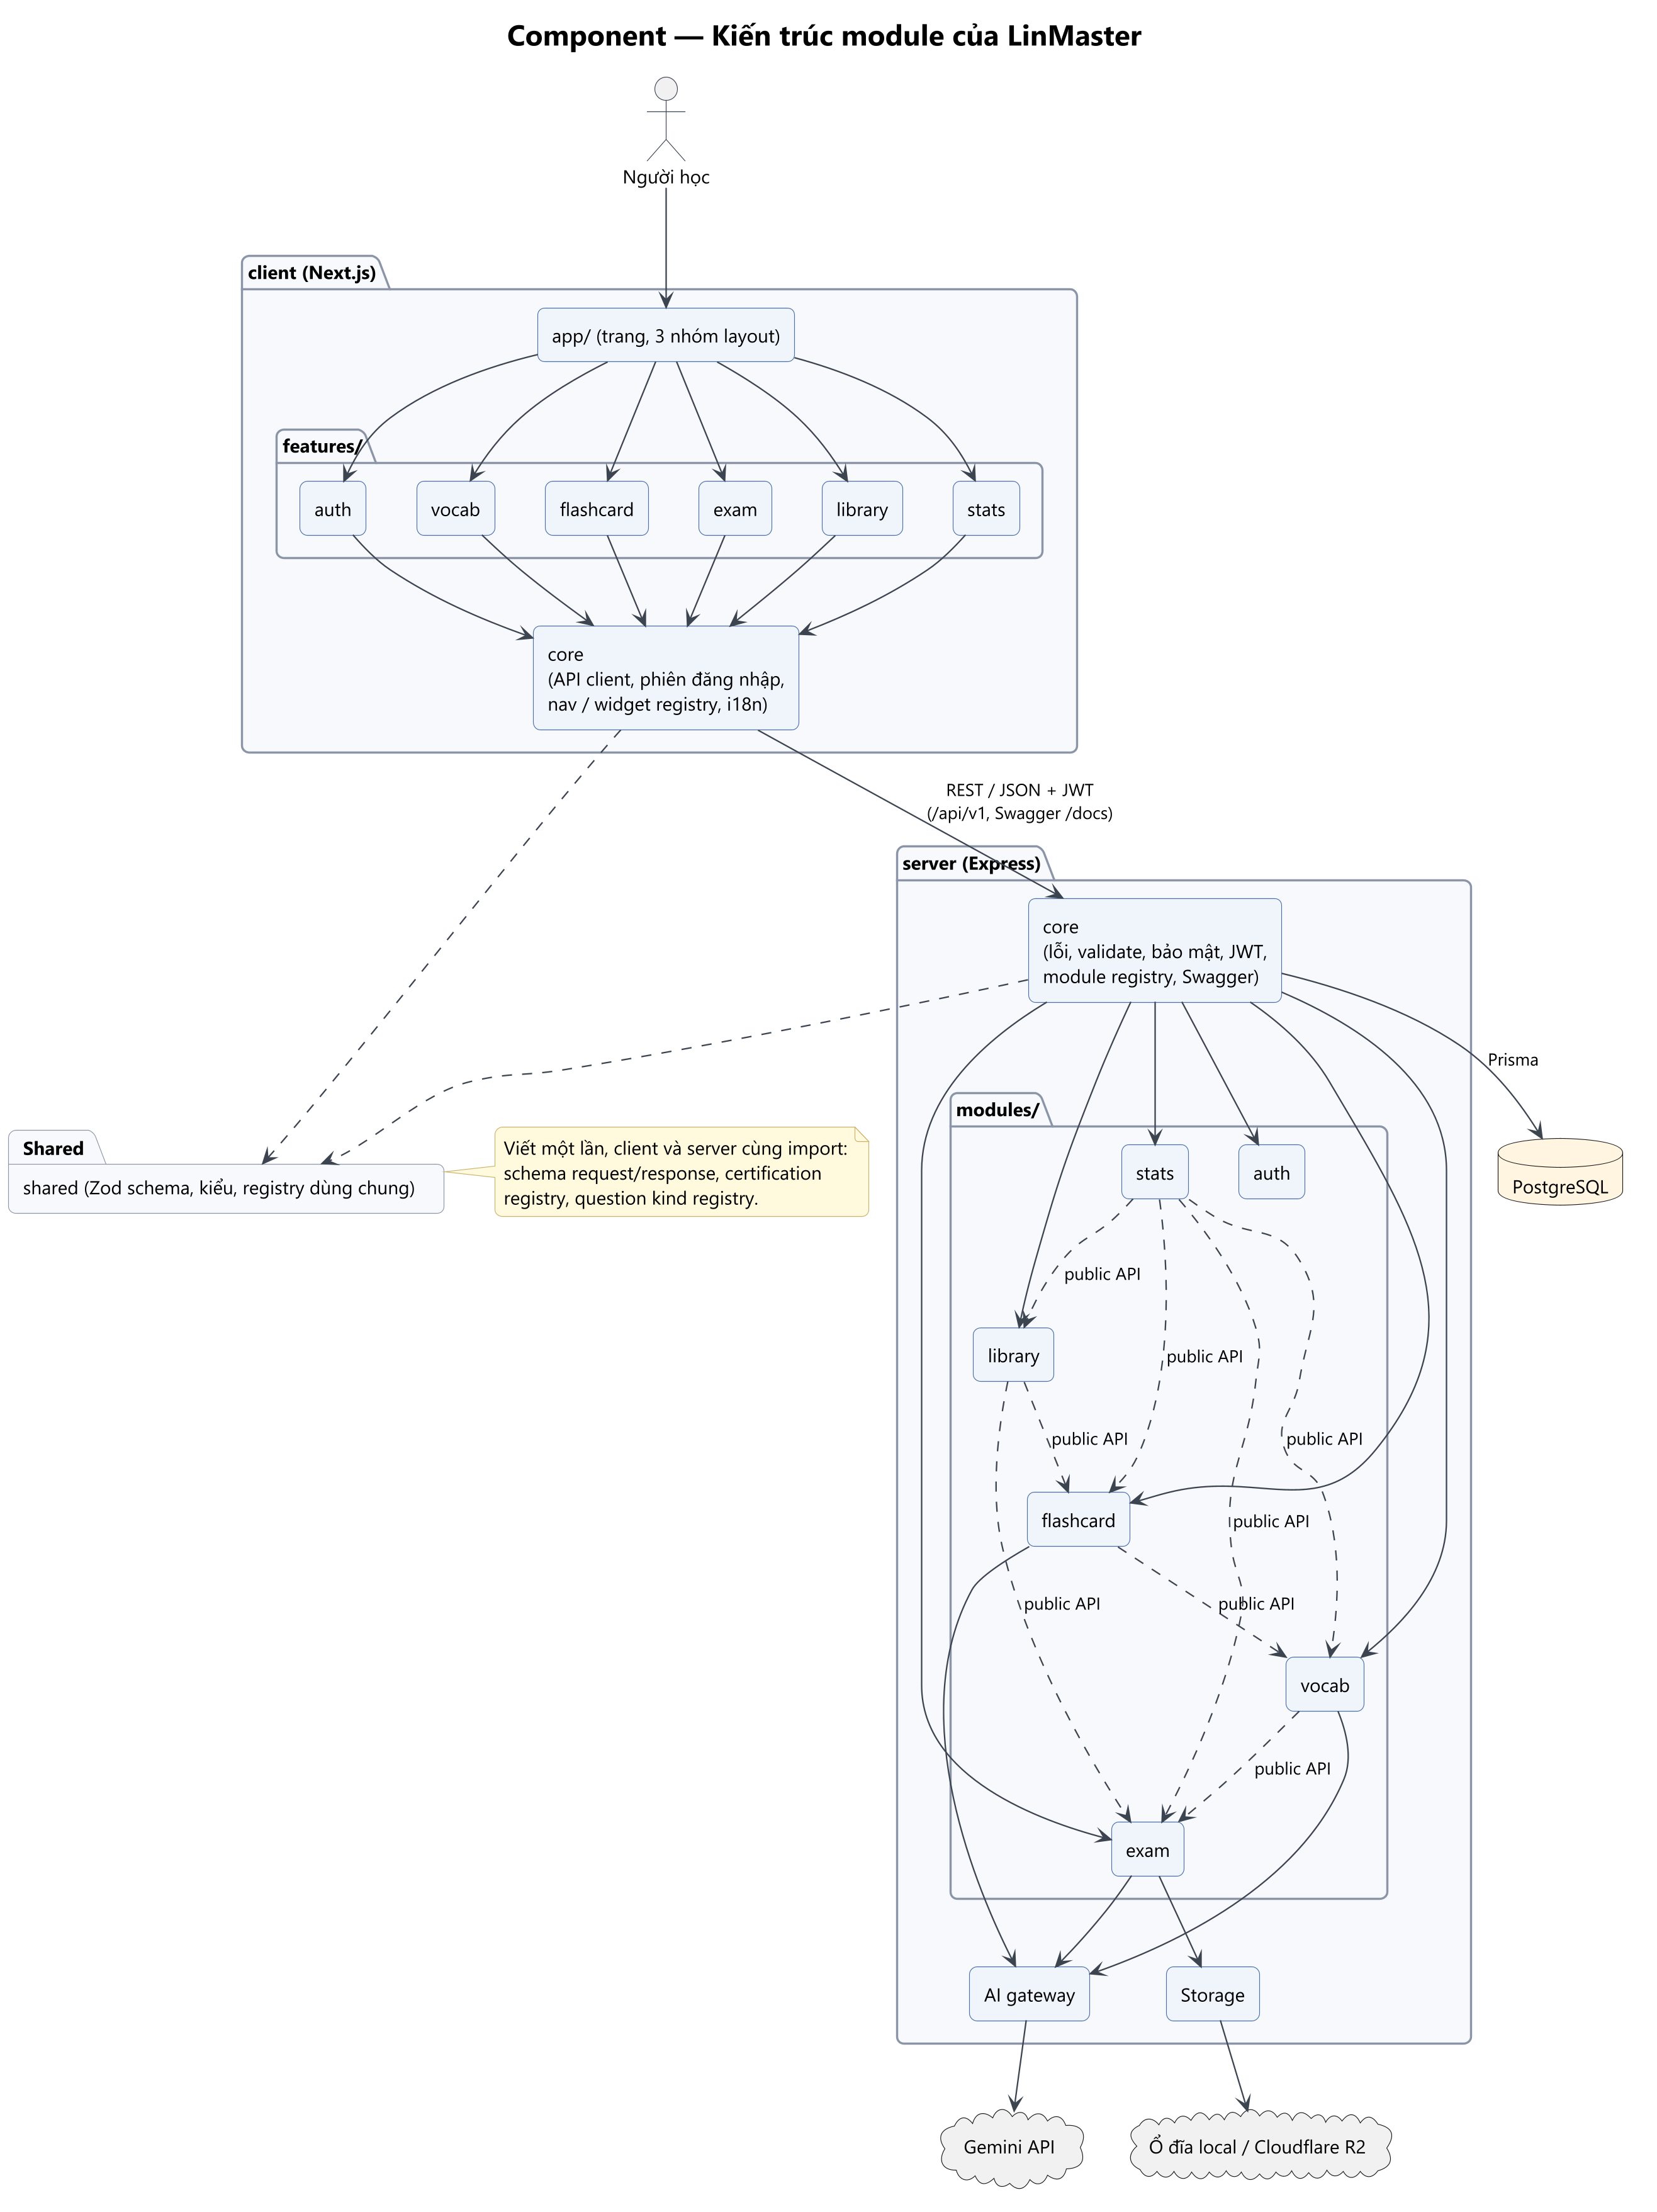 Component — Kiến trúc module của LinMaster
Người học
client (Next.js)
app/ (trang, 3 nhóm layout)
features/
auth
vocab
flashcard
exam
library
stats
core
(API client, phiên đăng nhập,
nav / widget registry, i18n)
REST / JSON + JWT
(/api/v1, Swagger /docs)
server (Express)
core
(lỗi, validate, bảo mật, JWT,
module registry, Swagger)
Prisma
PostgreSQL
Shared
shared (Zod schema, kiểu, registry dùng chung)
Viết một lần, client và server cùng import:
schema request/response, certification
registry, question kind registry.
modules/
stats
auth
public API
library
public API
public API
public API
flashcard
public API
public API
public API
vocab
public API
exam
AI gateway
Storage
Gemini API
Ổ đĩa local / Cloudflare R2